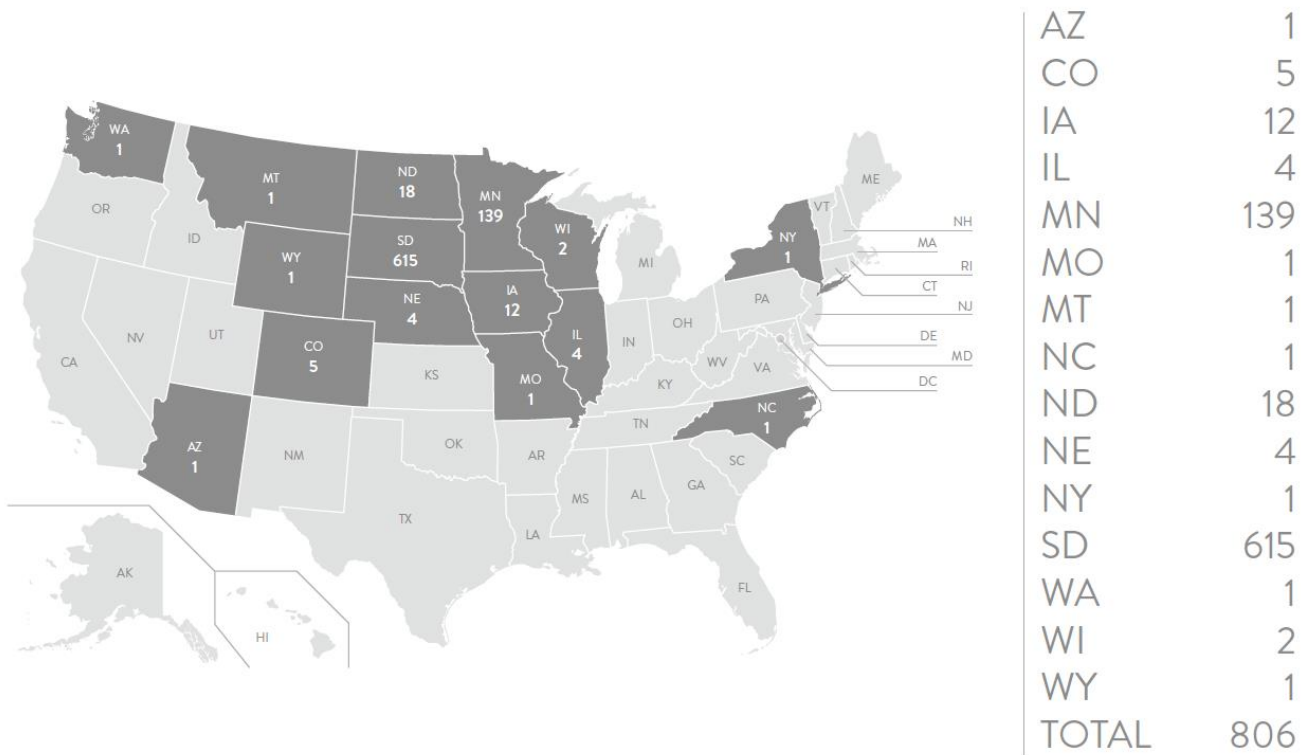 WA
1
MT
1
ND
18
MN
139
OR
ID
WY
1
SD
615
WI
2
MI
NY
1
VT
ME
NH
MA
RI
CT
NJ
DE
MD
DC
NE
4
IA
12
IL
4
IN
OH
PA
WV
VA
KY
NV
UT
CO
5
KS
MO
1
CA
AZ
1
NM
OK
AR
TN
NC
1
SC
MS
AL
GA
TX
LA
FL
AK
HI
AZ 1
CO 5
IA 12
IL 4
MN 139
MO 1
MT 1
NC 1
ND 18
NE 4
NY 1
SD 615
WA 1
WI 2
WY 1
TOTAL 806